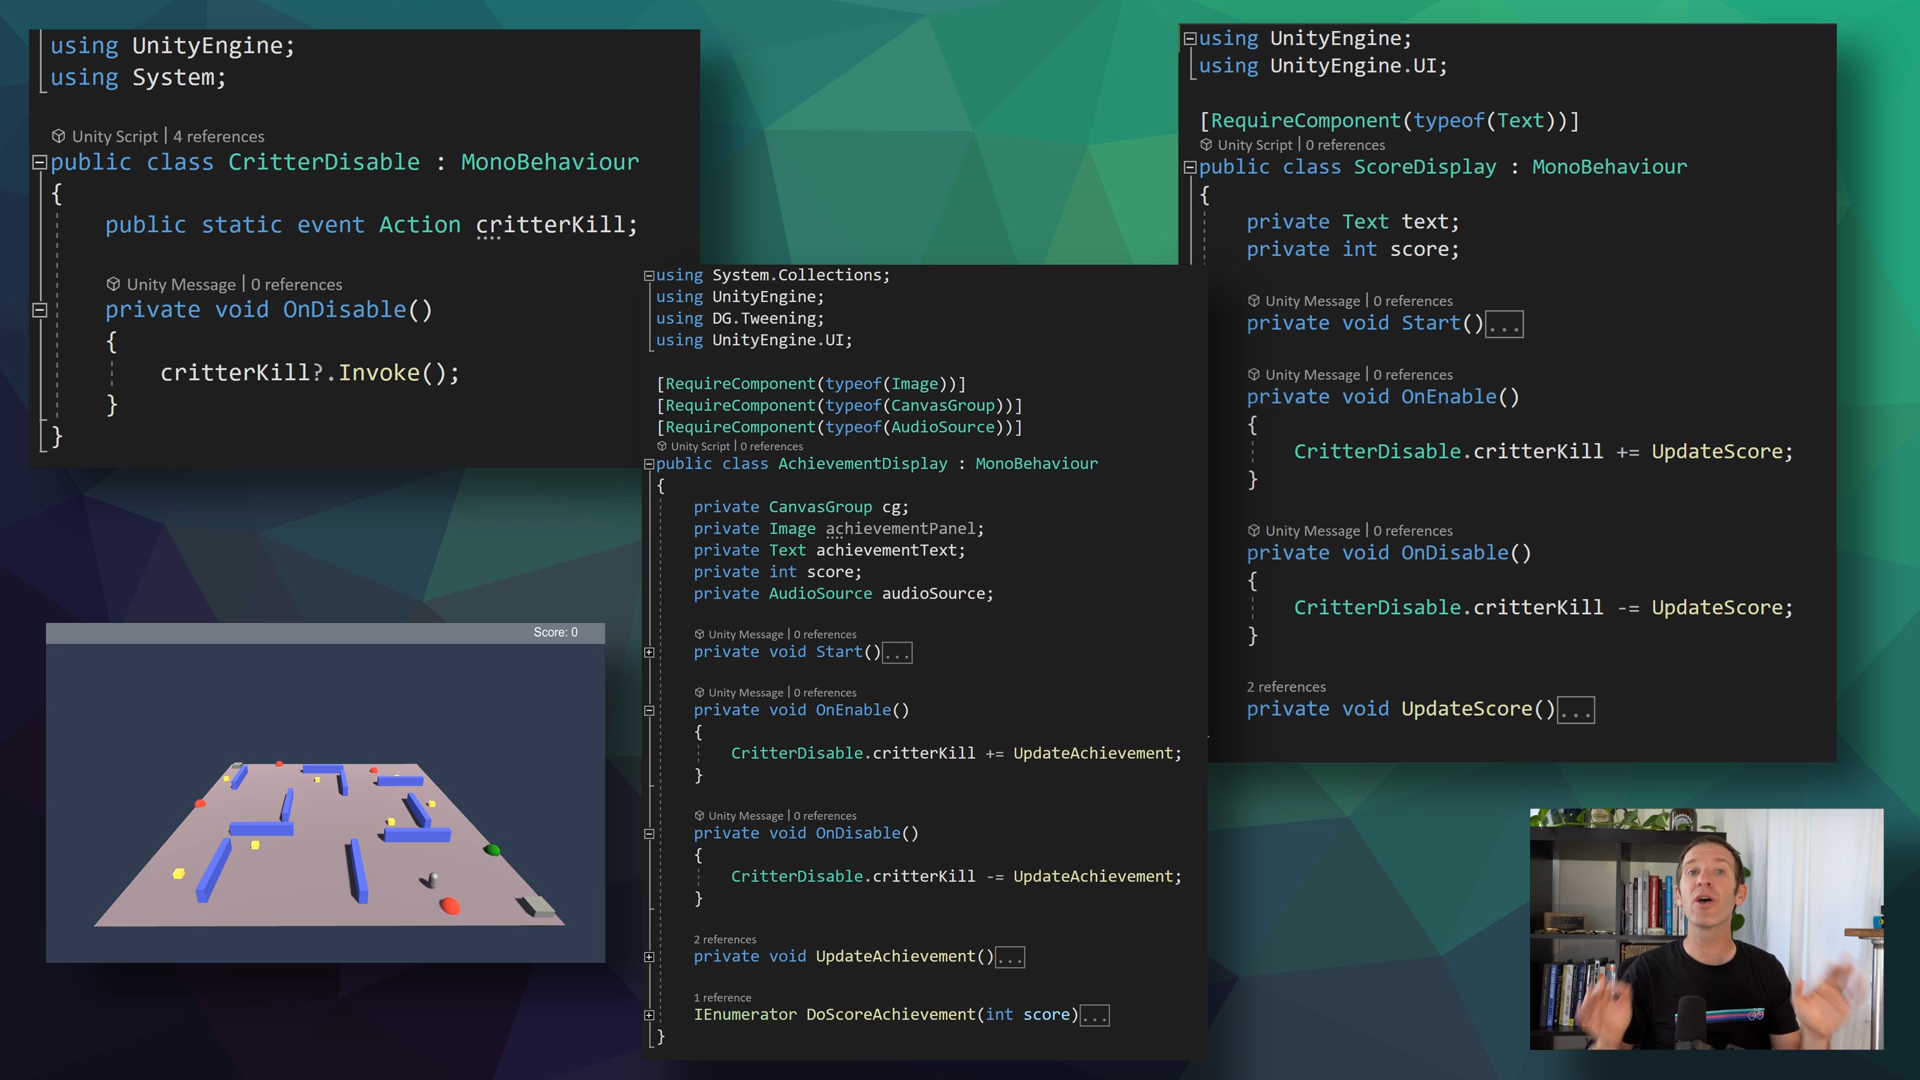 using UnityEngine;
using System;
Unity Script | 4 references
public class CritterDisable : MonoBehaviour
{
public static event Action critterKill;
Unity Message | 0 references
private void OnDisable()
{
critterKill?.Invoke();
}
}
using System.Collections;
using UnityEngine;
using DG.Tweening;
using UnityEngine.UI;
[RequireComponent(typeof(Image))]
[RequireComponent(typeof(CanvasGroup))]
[RequireComponent(typeof(AudioSource))]
Unity Script | 0 references
public class AchievementDisplay : MonoBehaviour
{
private CanvasGroup cg;
private Image achievementPanel;
private Text achievementText;
private int score;
private AudioSource audioSource;
Unity Message | 0 references
private void Start()...
Unity Message | 0 references
private void OnEnable()
{
CritterDisable.critterKill += UpdateAchievement;
}
Unity Message | 0 references
private void OnDisable()
{
CritterDisable.critterKill -= UpdateAchievement;
}
2 references
private void UpdateAchievement()...
1 reference
IEnumerator DoScoreAchievement(int score)...
}
using UnityEngine;
using UnityEngine.UI;
[RequireComponent(typeof(Text))]
Unity Script | 0 references
public class ScoreDisplay : MonoBehaviour
{
private Text text;
private int score;
Unity Message | 0 references
private void Start()...
Unity Message | 0 references
private void OnEnable()
{
CritterDisable.critterKill += UpdateScore;
}
Unity Message | 0 references
private void OnDisable()
{
CritterDisable.critterKill -= UpdateScore;
}
2 references
private void UpdateScore()...
Score: 0